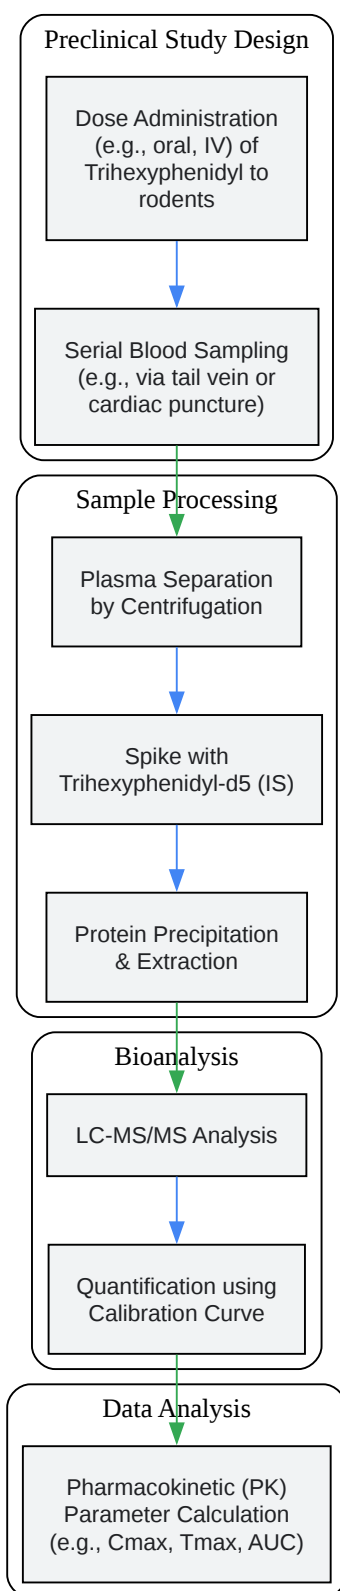 Preclinical Study Design
Dose Administration
(e.g., oral, IV) of
Trihexyphenidyl to
rodents
Serial Blood Sampling
(e.g., via tail vein or
cardiac puncture)
Sample Processing
Plasma Separation
by Centrifugation
Spike with
Trihexyphenidyl-d5 (IS)
Protein Precipitation
& Extraction
Bioanalysis
LC-MS/MS Analysis
Quantification using
Calibration Curve
Data Analysis
Pharmacokinetic (PK)
Parameter Calculation
(e.g., Cmax, Tmax, AUC)